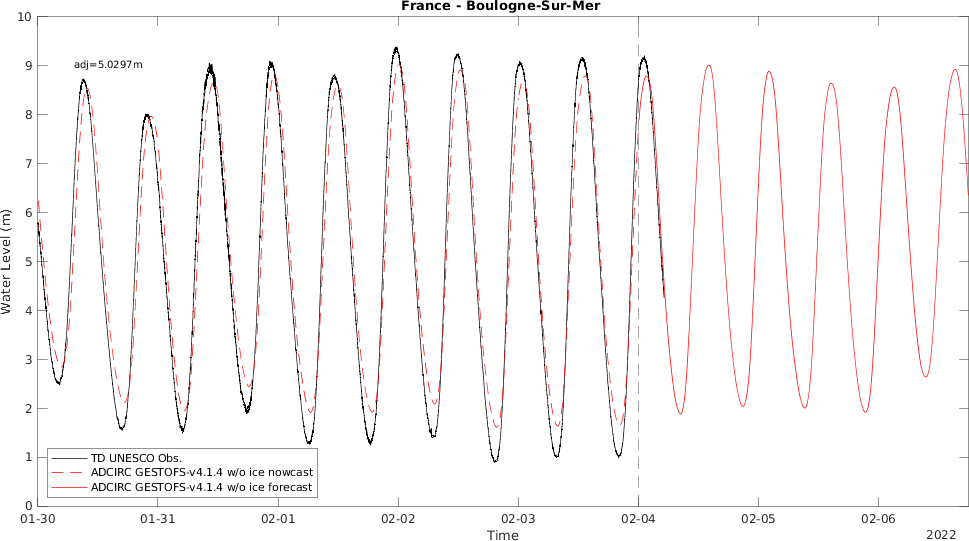 France - Boulogne-Sur-Mer
adj=5.0297m
10
9
8
7
6
5
4
3
2
1
0
Water Level (m)
TD UNESCO Obs.
ADCIRC GESTOFS-v4.1.4 w/o ice nowcast
ADCIRC GESTOFS-v4.1.4 w/o ice forecast
01-30 01-31 02-01 02-02 02-03 02-04 02-05 02-06
Time
2022